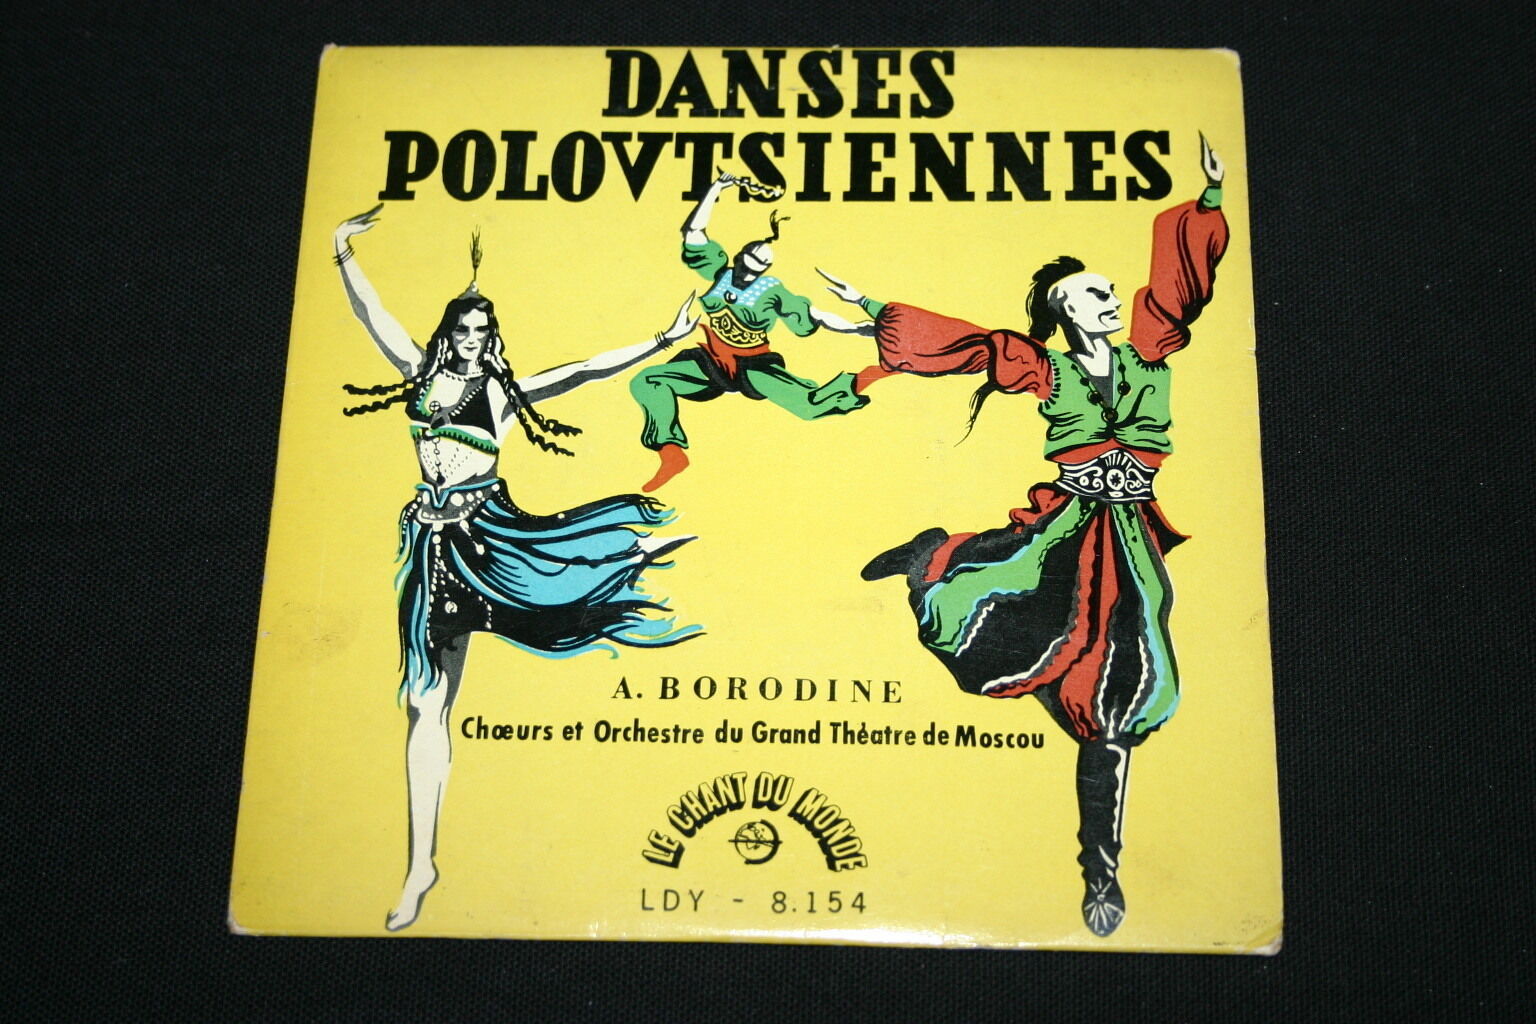 DANSES
POLOVTSIENNES
A. BORODINE
Chœurs et Orchestre du Grand Théatre de Moscou
LE CHANT DU MONDE
LDY - 8.154